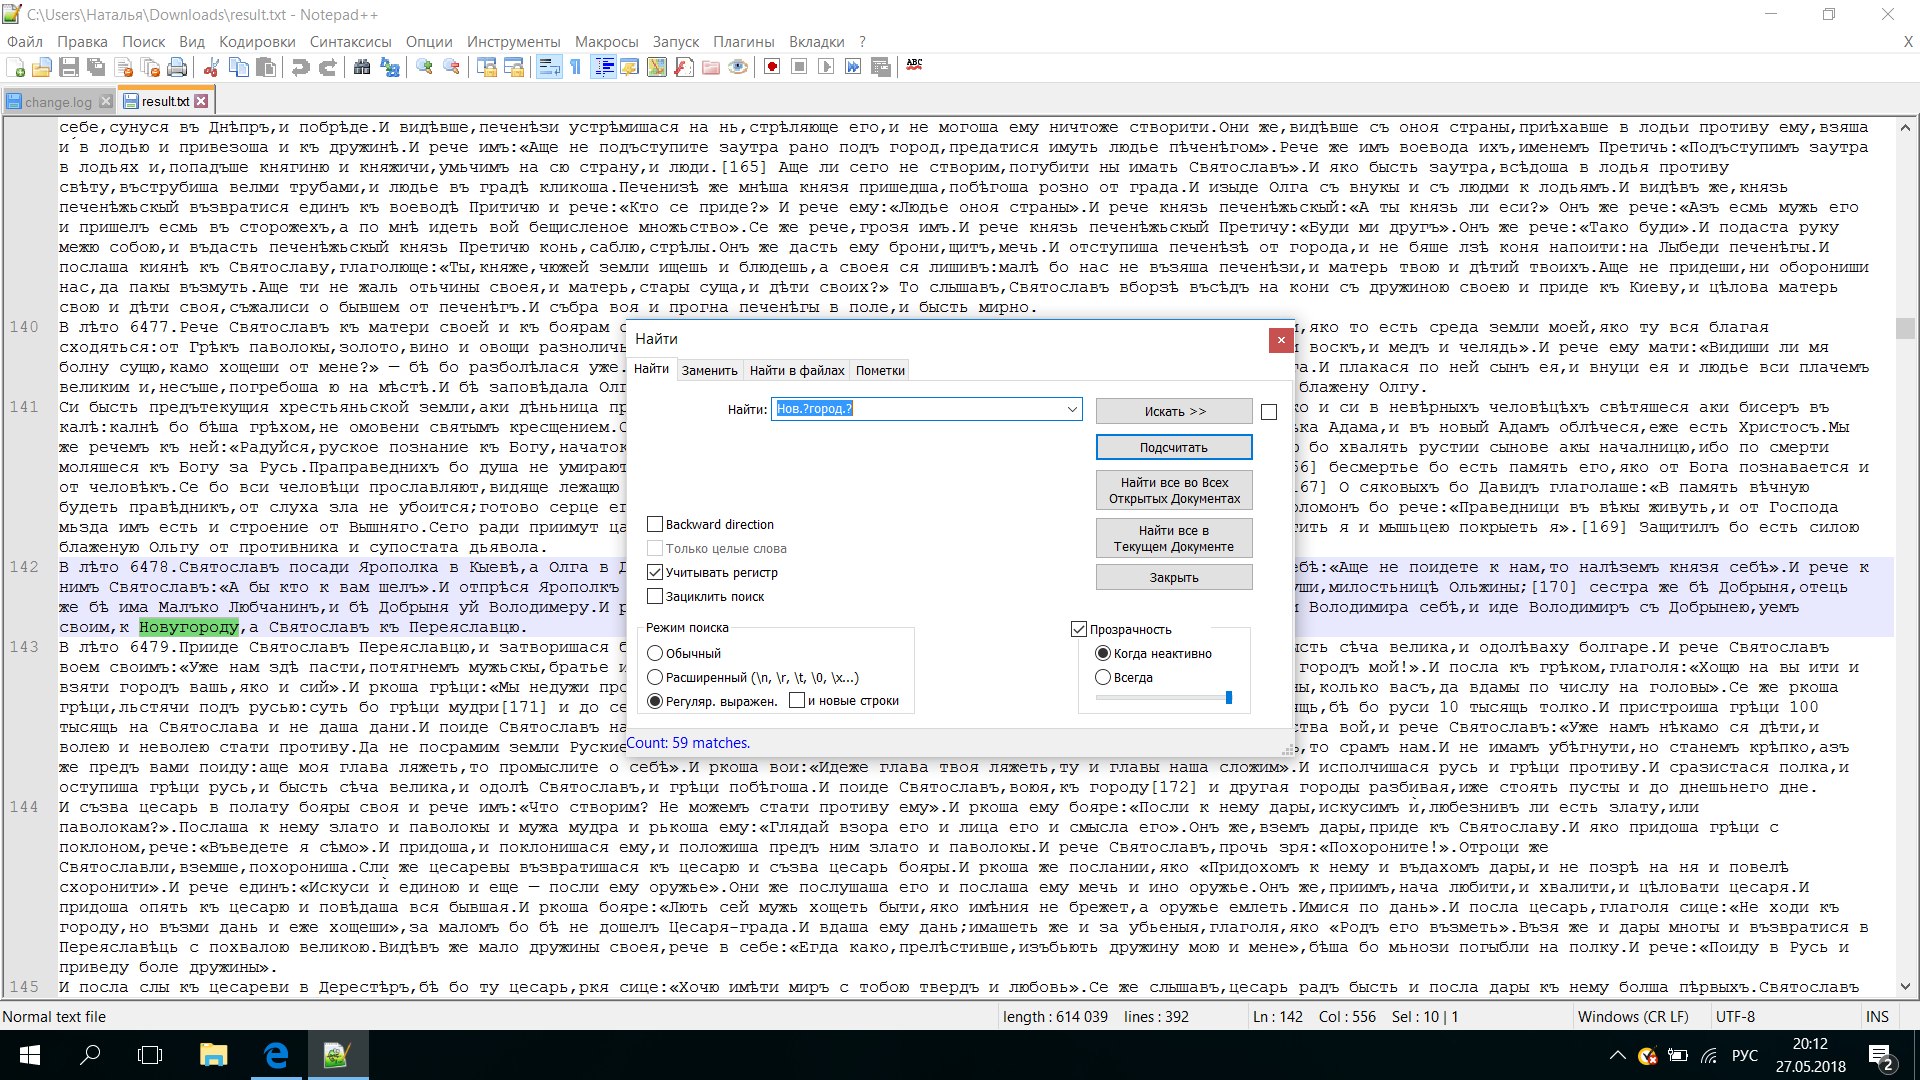 C:\Users\Наталья\Downloads\result.txt - Notepad++
Файл Правка Поиск Вид Кодировки Синтаксисы Опции Инструменты Макросы Запуск Плагины Вкладки ? X
ABC
change.log result.txt
себе,сунуся въ Днѣпръ,и побрѣде.И видѣвше,печенѣзи устрѣмишася на нь,стрѣляюще его,и не могоша ему ничтоже створити.Они же,видѣвше съ оноя страны,приѣхавше в лодьи противу ему,взяша
и́ в лодью и привезоша и къ дружинѣ.И рече имъ:«Аще не подъступите заутра рано подъ город,предатися имуть людье пѣченѣгом».Рече же имъ воевода ихъ,именемъ Претичь:«Подъступимъ заутра
в лодьях и,попадъше княгиню и княжичи,умьчимъ на сю страну,и люди.[165] Аще ли сего не створим,погубити ны имать Святославъ».И яко бысть заутра,всѣдоша в лодья противу
свѣту,въструбиша велми трубами,и людье въ градѣ кликоша.Печенизѣ же мнѣша князя пришедша,побѣгоша розно от града.И изыде Олга съ внукы и съ людми к лодьямъ.И видѣвъ же,князь
печенѣжьскый възвратися единъ къ воеводѣ Притичю и рече:«Кто се приде?» И рече ему:«Людье оноя страны».И рече князь печенѣжьскый:«А ты князь ли еси?» Онъ же рече:«Азъ есмь мужь его
и пришелъ есмь въ сторожехъ,а по мнѣ идеть вой бещисленое множьство».Се же рече,грозя имъ.И рече князь печенѣжьскый Претичу:«Буди ми другъ».Онъ же рече:«Тако буди».И подаста руку
межю собою,и въдасть печенѣжьскый князь Претичю конь,саблю,стрѣлы.Онъ же дасть ему брони,щитъ,мечь.И отступиша печенѣзѣ от города,и не бяше лзѣ коня напоити:на Лыбеди печенѣгы.И
послаша киянѣ къ Святославу,глаголюще:«Ты,княже,чюжей земли ищешь и блюдешь,а своея ся лишивъ:малѣ бо нас не възяша печенѣзи,и матерь твою и дѣтий твоихъ.Аще не придеши,ни оборониши
нас,да пакы възмуть.Аще ти не жаль отьчины своея,и матерь,стары суща,и дѣти своих?» То слышавъ,Святославъ вборзѣ въсѣдъ на кони съ дружиною своею и приде къ Киеву,и цѣлова матерь
свою и дѣти своя,съжалиси о бывшем от печенѣгъ.И събра воя и прогна печенѣгы в поле,и бысть мирно.
140 В лѣто 6477.Рече Святославъ къ матери своей и къ боярам с ,яко то есть среда земли моей,яко ту вся благая
сходяться:от Грѣкъ паволокы,золото,вино и овощи разноличь воскъ,и медъ и челядь».И рече ему мати:«Видиши ли мя
болну сущю,камо хощеши от мене?» — бѣ бо разболѣлася уже. га.И плакася по ней сынъ ея,и внуци ея и людье вси плачемъ
великим и,несъше,погребоша ю на мѣстѣ.И бѣ заповѣдала Олг блажену Олгу.
141 Си бысть предътекущия хрестьяньской земли,аки дѣньница пр ко и си в невѣрныхъ человѣцѣхъ свѣтящеся аки бисеръ въ
калѣ:калнѣ бо бѣша грѣхом,не омовени святымъ кресщением.С ька Адама,и въ новый Адамъ облѣчеся,еже есть Христосъ.Мы
же речемъ к ней:«Радуйся,руское познание къ Богу,начаток бо хвалять рустии сынове акы началницю,ибо по смерти
моляшеся къ Богу за Русь.Праправеднихъ бо душа не умирают 66] бесмертье бо есть память его,яко от Бога познавается и
от человѣкъ.Се бо вси человѣци прославляют,видяще лежащю 167] О сяковыхъ бо Давидъ глаголаше:«В память вѣчную
будеть правѣдникъ,от слуха зла не убоится;готово серце ег оломонъ бо рече:«Праведници въ вѣкы живуть,и от Господа
мьзда имъ есть и строение от Вышняго.Сего ради приимут ца тить я и мышьцею покрыеть я».[169] Защитилъ бо есть силою
блаженую Ольгу от противника и супостата дьявола.
142 В лѣто 6478.Святославъ посади Ярополка в Кыевѣ,а Олга в Д ебѣ:«Аще не поидете к нам,то налѣземъ князя себѣ».И рече к
нимъ Святославъ:«А бы кто к вам шелъ».И отпрѣся Ярополкъ уши,милостьницѣ Ольжины;[170] сестра же бѣ Добрыня,отець
же бѣ има Малъко Любчанинъ,и бѣ Добрыня уй Володимеру.И р Володимира себѣ,и иде Володимиръ съ Добрынею,уемъ
своим,к Новугороду,а Святославъ къ Переяславцю.
143 В лѣто 6479.Прииде Святославъ Переяславцю,и затворишася б ысть сѣча велика,и одолѣваху болгаре.И рече Святославъ
воем своимъ:«Уже нам здѣ пасти,потягнемъ мужьскы,братье и городъ мой!».И посла къ грѣком,глаголя:«Хощю на вы ити и
взяти городъ вашь,яко и сий».И ркоша грѣци:«Мы недужи про ны,колько васъ,да вдамы по числу на головы».Се же ркоша
грѣци,льстячи подъ русью:суть бо грѣци мудри[171] и до се щь,бѣ бо руси 10 тысящь толко.И пристроиша грѣци 100
тысящь на Святослава и не даша дани.И поиде Святославъ на ства вой,и рече Святославъ:«Уже намъ нѣкамо ся дѣти,и
волею и неволею стати противу.Да не посрамим земли Руские ,то срамъ нам.И не имамъ убѣгнути,но станемъ крѣпко,азъ
же предъ вами поиду:аще моя глава ляжеть,то промыслите о себѣ».И ркоша вои:«Идеже глава твоя ляжеть,ту и главы наша сложим».И исполчишася русь и грѣци противу.И сразистася полка,и
оступиша грѣци русь,и бысть сѣча велика,и одолѣ Святославъ,и грѣци побѣгоша.И поиде Святославъ,воюя,къ городу[172] и другая городы разбивая,иже стоять пусты и до днешьнего дне.
144 И съзва цесарь в полату бояры своя и рече имъ:«Что створим? Не можемъ стати противу ему».И ркоша ему бояре:«Посли к нему дары,искусимъ ѝ,любезнивъ ли есть злату,или
паволокам?».Послаша к нему злато и паволокы и мужа мудра и рькоша ему:«Глядай взора его и лица его и смысла его».Онъ же,вземъ дары,приде къ Святославу.И яко придоша грѣци с
поклоном,рече:«Въведете я сѣмо».И придоша,и поклонишася ему,и положиша предъ ним злато и паволокы.И рече Святославъ,прочь зря:«Похороните!».Отроци же
Святославли,вземше,похорониша.Сли же цесаревы възвратишася къ цесарю и съзва цесарь бояры.И ркоша же послании,яко «Придохомъ к нему и въдахомъ дары,и не позрѣ на ня и повелѣ
схоронити».И рече единъ:«Искуси ѝ единою и еще — посли ему оружье».Они же послушаша его и послаша ему мечь и ино оружье.Онъ же,приимъ,нача любити,и хвалити,и цѣловати цесаря.И
придоша опять къ цесарю и повѣдаша вся бывшая.И ркоша бояре:«Лють сей мужь хощеть быти,яко имѣния не брежет,а оружье емлеть.Имися по дань».И посла цесарь,глаголя сице:«Не ходи къ
городу,но възми дань и еже хощеши»,за маломъ бо бѣ не дошелъ Цесаря-града.И вдаша ему дань;имашеть же и за убьеныя,глаголя,яко «Родъ его възметь».Възя же и дары многы и възвратися в
Переяславѣць с похвалою великою.Видѣвъ же мало дружины своея,рече в себе:«Егда како,прелѣстивше,изъбьють дружину мою и мене»,бѣша бо мьнози погыбли на полку.И рече:«Поиду в Русь и
приведу боле дружины».
145 И посла слы къ цесареви в Дерестѣръ,бѣ бо ту цесарь,ркя сице:«Хочю имѣти миръ с тобою твердъ и любовь».Се же слышавъ,цесарь радъ бысть и посла дары къ нему болша пѣрвыхъ.Святославъ
Найти
Найти Заменить Найти в файлах Пометки
Найти: Нов.?город.?
Искать >>
Подсчитать
Найти все во Всех
Открытых Документах
Найти все в
Текущем Документе
Закрыть
Backward direction
Только целые слова
Учитывать регистр
Зациклить поиск
Режим поиска
Обычный
Расширенный (\n, \r, \t, \0, \x...)
Регуляр. выражен. и новые строки
Прозрачность
Когда неактивно
Всегда
Count: 59 matches.
Normal text file length : 614 039 lines : 392 Ln : 142 Col : 556 Sel : 10 | 1 Windows (CR LF) UTF-8 INS
РУС 20:12
27.05.2018
2